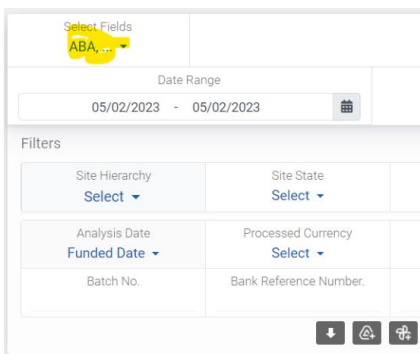 Select Fields
ABA, ...
Date Range
05/02/2023 - 05/02/2023
Filters
Site Hierarchy
Site State
Select
Select
Analysis Date
Processed Currency
Funded Date
Select
Batch No.
Bank Reference Number.